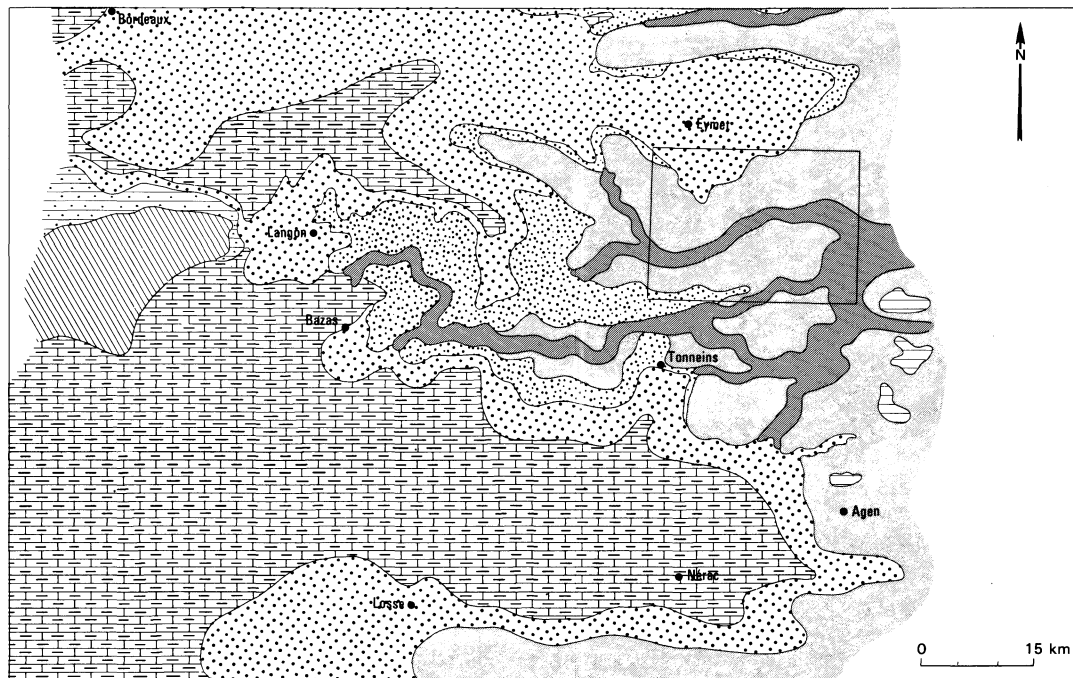 Bordeaux
N
Eymet
Langon
Bazas
Tonneins
Agen
Nérac
Losse
0 15 km